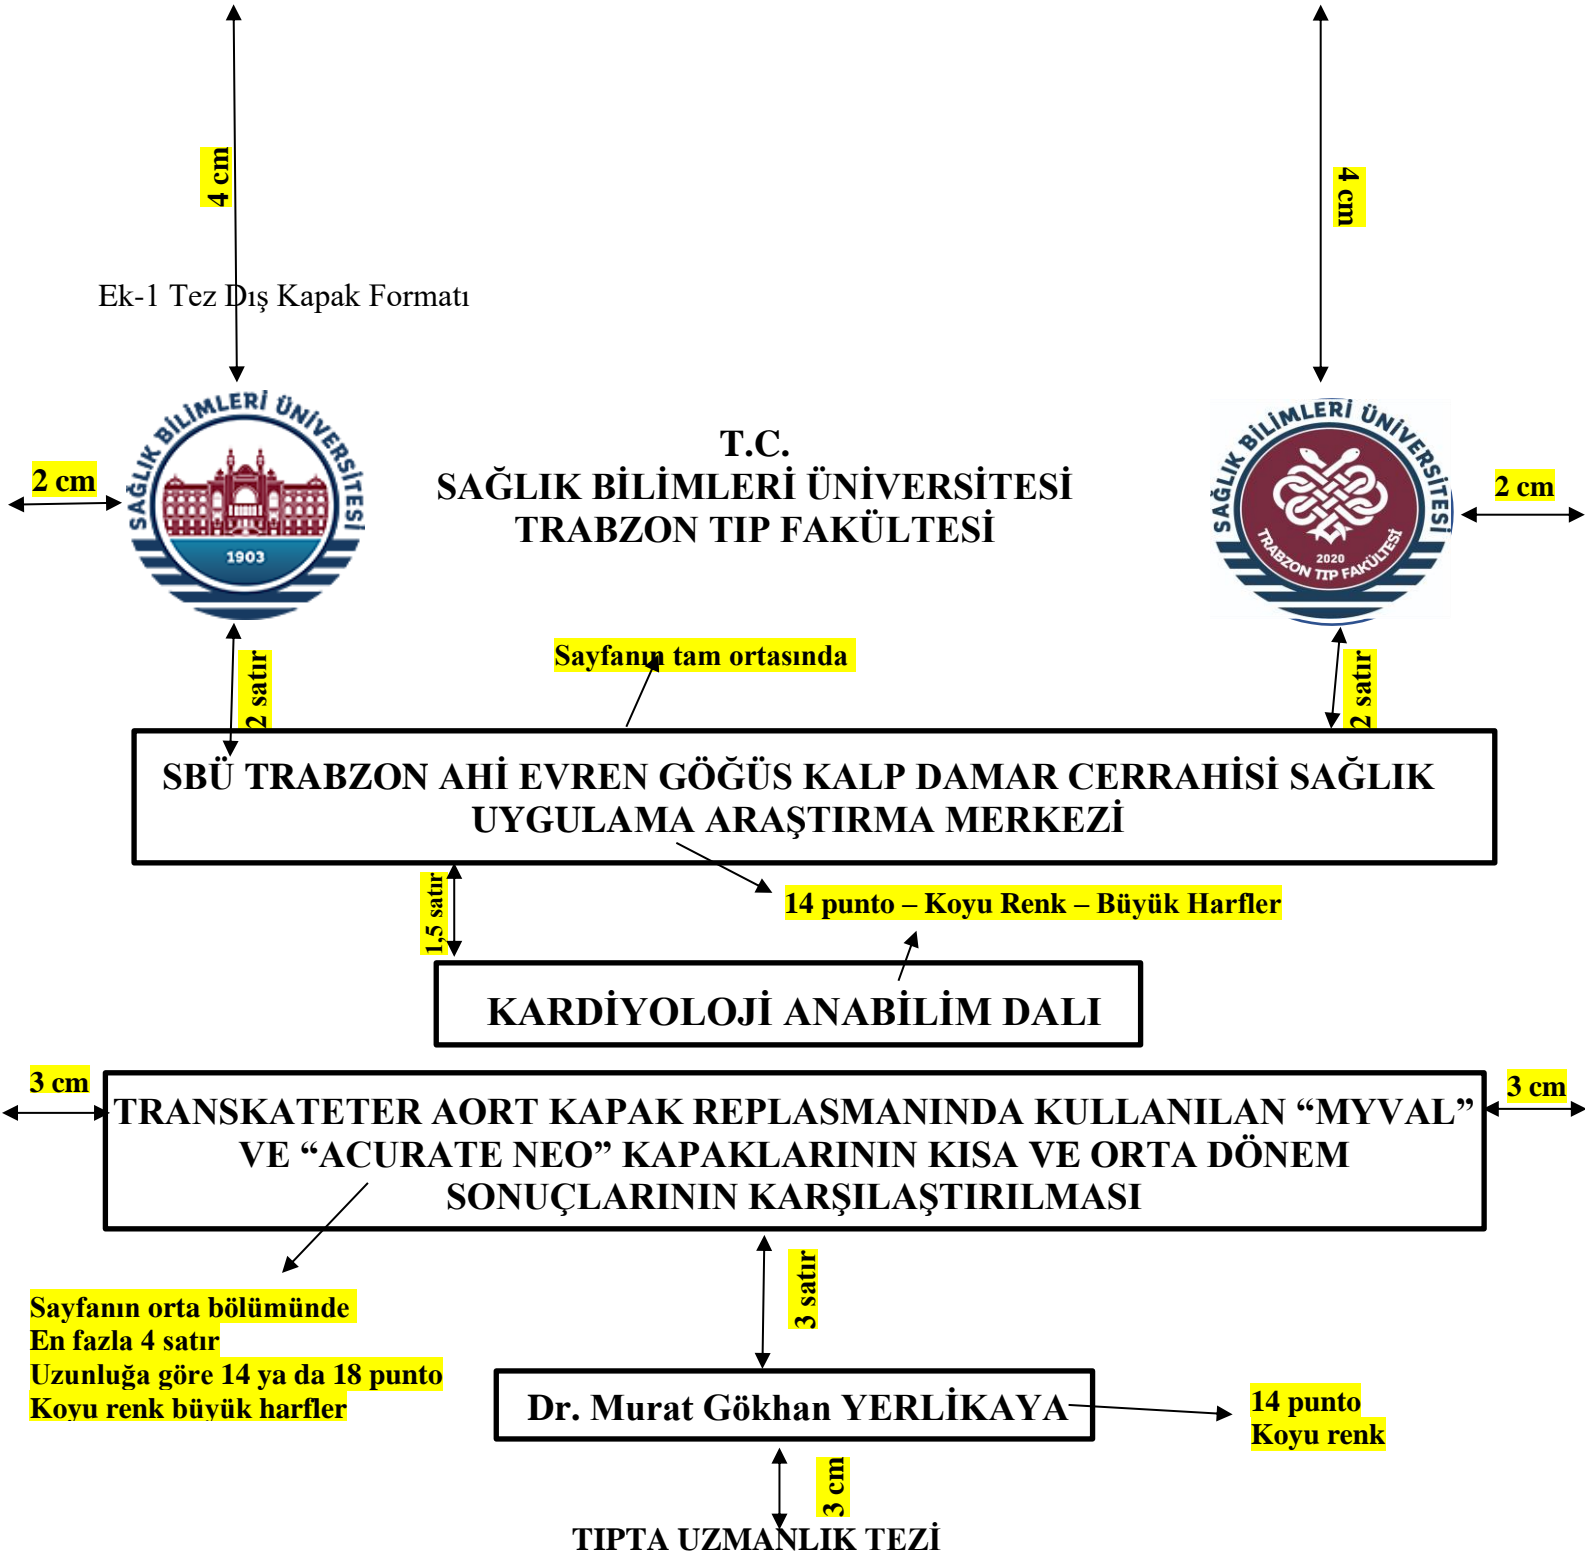 4 cm
4 cm
Ek-1 Tez Dış Kapak Formatı
SAĞLIK BİLİMLERİ ÜNİVERSİTESİ
1903
T.C.
SAĞLIK BİLİMLERİ ÜNİVERSİTESİ
TRABZON TIP FAKÜLTESİ
SAĞLIK BİLİMLERİ ÜNİVERSİTESİ
2020
TRABZON TIP FAKÜLTESİ
2 cm
2 cm
2 satır
Sayfanın tam ortasında
2 satır
SBÜ TRABZON AHİ EVREN GÖĞÜS KALP DAMAR CERRAHİSİ SAĞLIK
UYGULAMA ARAŞTIRMA MERKEZİ
1,5 satır
14 punto – Koyu Renk – Büyük Harfler
KARDİYOLOJİ ANABİLİM DALI
3 cm
3 cm
TRANSKATETER AORT KAPAK REPLASMANINDA KULLANILAN “MYVAL”
VE “ACURATE NEO” KAPAKLARININ KISA VE ORTA DÖNEM
SONUÇLARININ KARŞILAŞTIRILMASI
3 satır
Sayfanın orta bölümünde
En fazla 4 satır
Uzunluğa göre 14 ya da 18 punto
Koyu renk büyük harfler
Dr. Murat Gökhan YERLİKAYA
14 punto
Koyu renk
3 cm
TIPTA UZMANLIK TEZİ